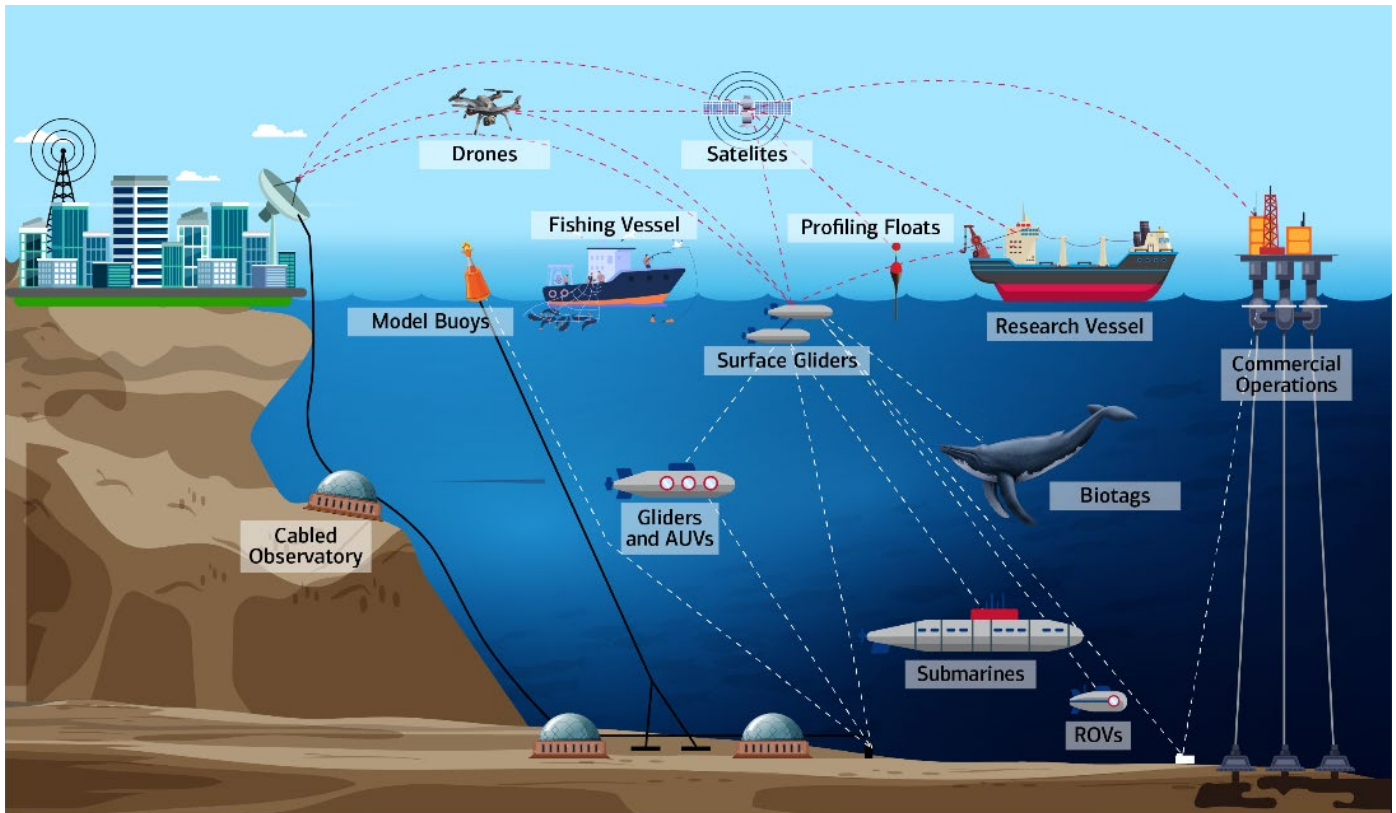 Drones
Satelites
Fishing Vessel
Profiling Floats
Model Buoys
Research Vessel
Surface Gliders
Commercial
Operations
Biotags
Gliders
and AUVs
Cabled
Observatory
Submarines
ROVs